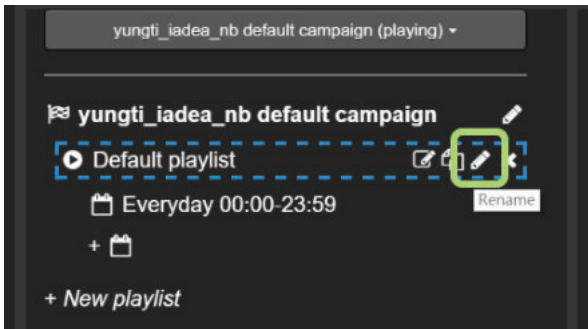 yungti_iadea_nb default campaign (playing)
yungti_iadea_nb default campaign
Default playlist
Rename
Everyday 00:00-23:59
+
+ New playlist